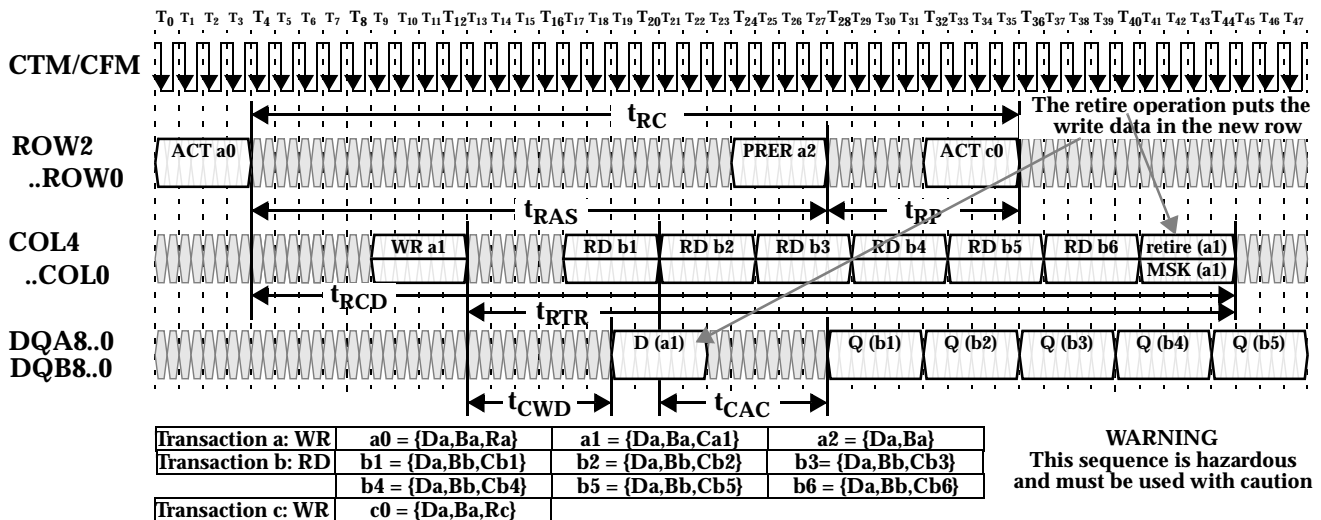 T0 T1 T2 T3 T4 T5 T6 T7 T8 T9 T10 T11 T12 T13 T14 T15 T16 T17 T18 T19 T20 T21 T22 T23 T24 T25 T26 T27 T28 T29 T30 T31 T32 T33 T34 T35 T36 T37 T38 T39 T40 T41 T42 T43 T44 T45 T46 T47
CTM/CFM
tRC
The retire operation puts the
write data in the new row
ROW2
..ROW0
ACT a0
PRER a2
ACT c0
tRAS
tRP
COL4
..COL0
WR a1
RD b1
RD b2
RD b3
RD b4
RD b5
RD b6
retire (a1)
MSK (a1)
tRCD
tRTR
DQA8..0
DQB8..0
D (a1)
Q (b1)
Q (b2)
Q (b3)
Q (b4)
Q (b5)
tCWD
tCAC
Transaction a: WR a0 = {Da,Ba,Ra} a1 = {Da,Ba,Ca1} a2 = {Da,Ba}
Transaction b: RD b1 = {Da,Bb,Cb1} b2 = {Da,Bb,Cb2} b3= {Da,Bb,Cb3}
b4 = {Da,Bb,Cb4} b5 = {Da,Bb,Cb5} b6 = {Da,Bb,Cb6}
Transaction c: WR c0 = {Da,Ba,Rc}
WARNING
This sequence is hazardous
and must be used with caution